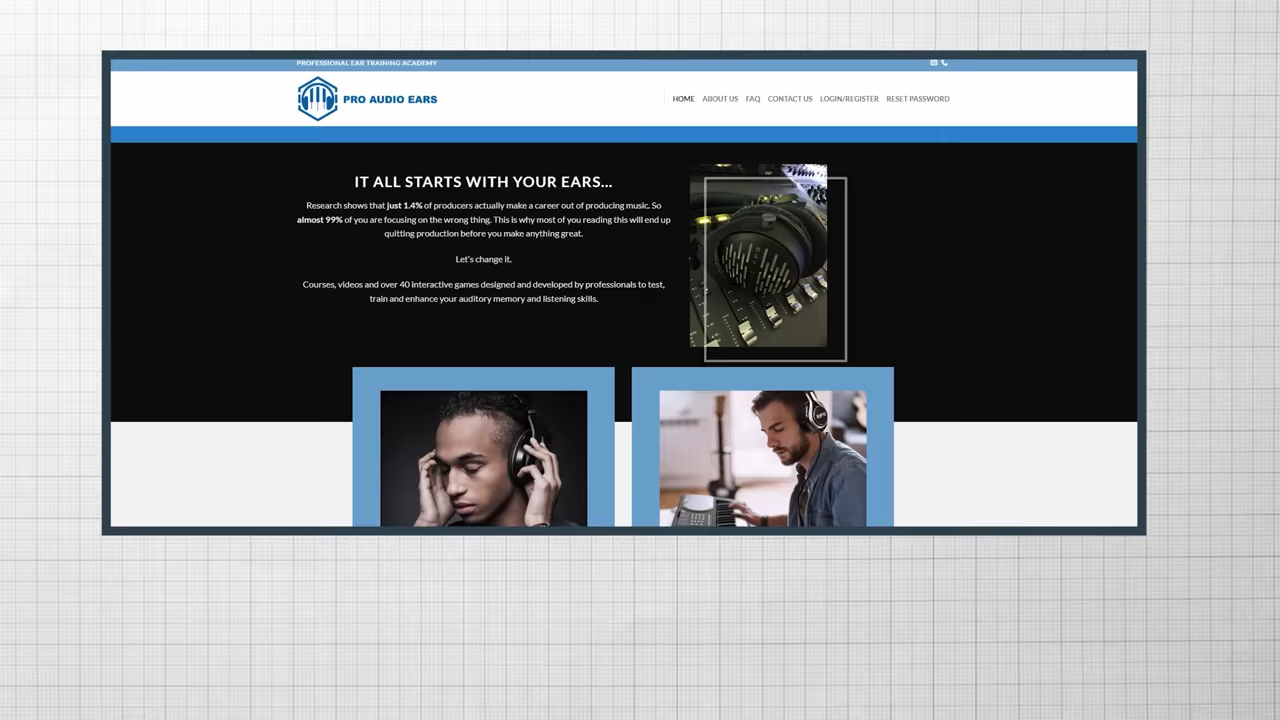 PROFESSIONAL EAR TRAINING ACADEMY
PRO AUDIO EARS
HOME ABOUT US FAQ CONTACT US LOGIN/REGISTER RESET PASSWORD
IT ALL STARTS WITH YOUR EARS...
Research shows that just 1.4% of producers actually make a career out of producing music. So
almost 99% of you are focusing on the wrong thing. This is why most of you reading this will end up
quitting production before you make anything great.
Let's change it.
Courses, videos and over 40 interactive games designed and developed by professionals to test,
train and enhance your auditory memory and listening skills.